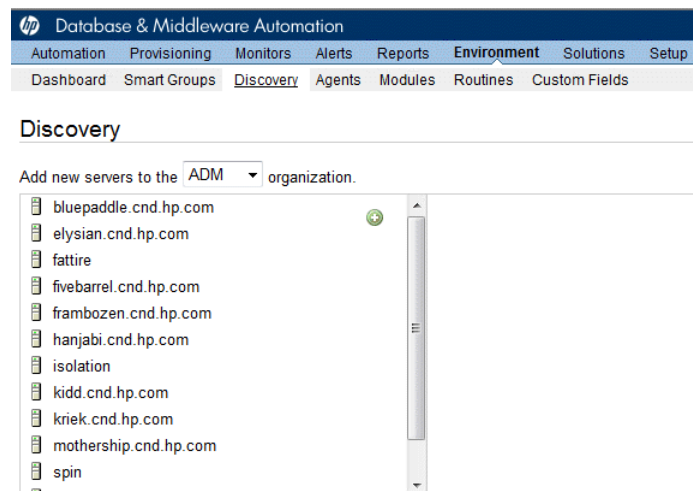 hp Database & Middleware Automation
Automation Provisioning Monitors Alerts Reports Environment Solutions Setup
Dashboard Smart Groups Discovery Agents Modules Routines Custom Fields
Discovery
Add new servers to the ADM organization.
bluepaddle.cnd.hp.com
elysian.cnd.hp.com
fattire
fivebarrel.cnd.hp.com
frambozen.cnd.hp.com
hanjabi.cnd.hp.com
isolation
kidd.cnd.hp.com
kriek.cnd.hp.com
mothership.cnd.hp.com
spin